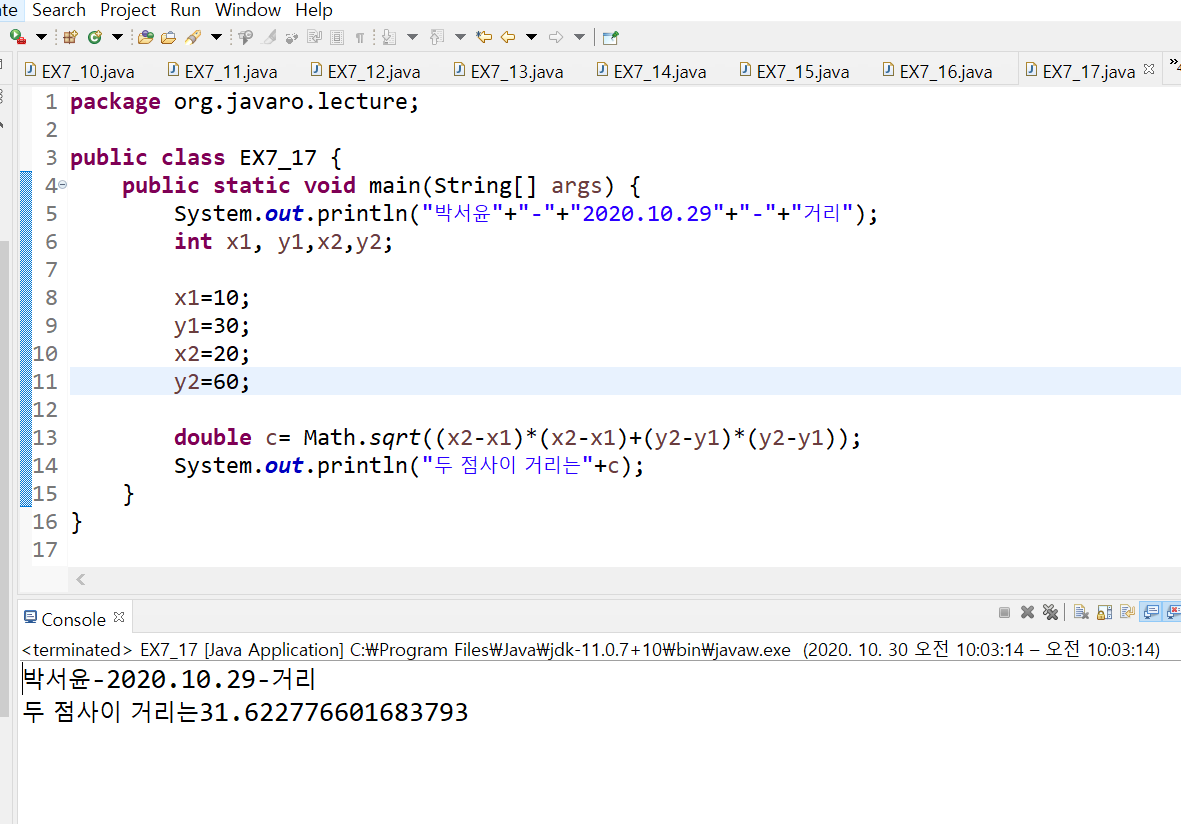 te Search Project Run Window Help
EX7_10.java EX7_11.java EX7_12.java EX7_13.java EX7_14.java EX7_15.java EX7_16.java EX7_17.java
1 package org.javaro.lecture;
2
3 public class EX7_17 {
4 public static void main(String[] args) {
5 System.out.println("박서윤"+"-"+"2020.10.29"+"-"+"거리");
6 int x1, y1,x2,y2;
7
8 x1=10;
9 y1=30;
10 x2=20;
11 y2=60;
12
13 double c= Math.sqrt((x2-x1)*(x2-x1)+(y2-y1)*(y2-y1));
14 System.out.println("두 점사이 거리는"+c);
15 }
16 }
17
Console
<terminated> EX7_17 [Java Application] C:₩Program Files₩Java₩jdk-11.0.7+10₩bin₩javaw.exe (2020. 10. 30 오전 10:03:14 – 오전 10:03:14)
박서윤-2020.10.29-거리
두 점사이 거리는31.622776601683793